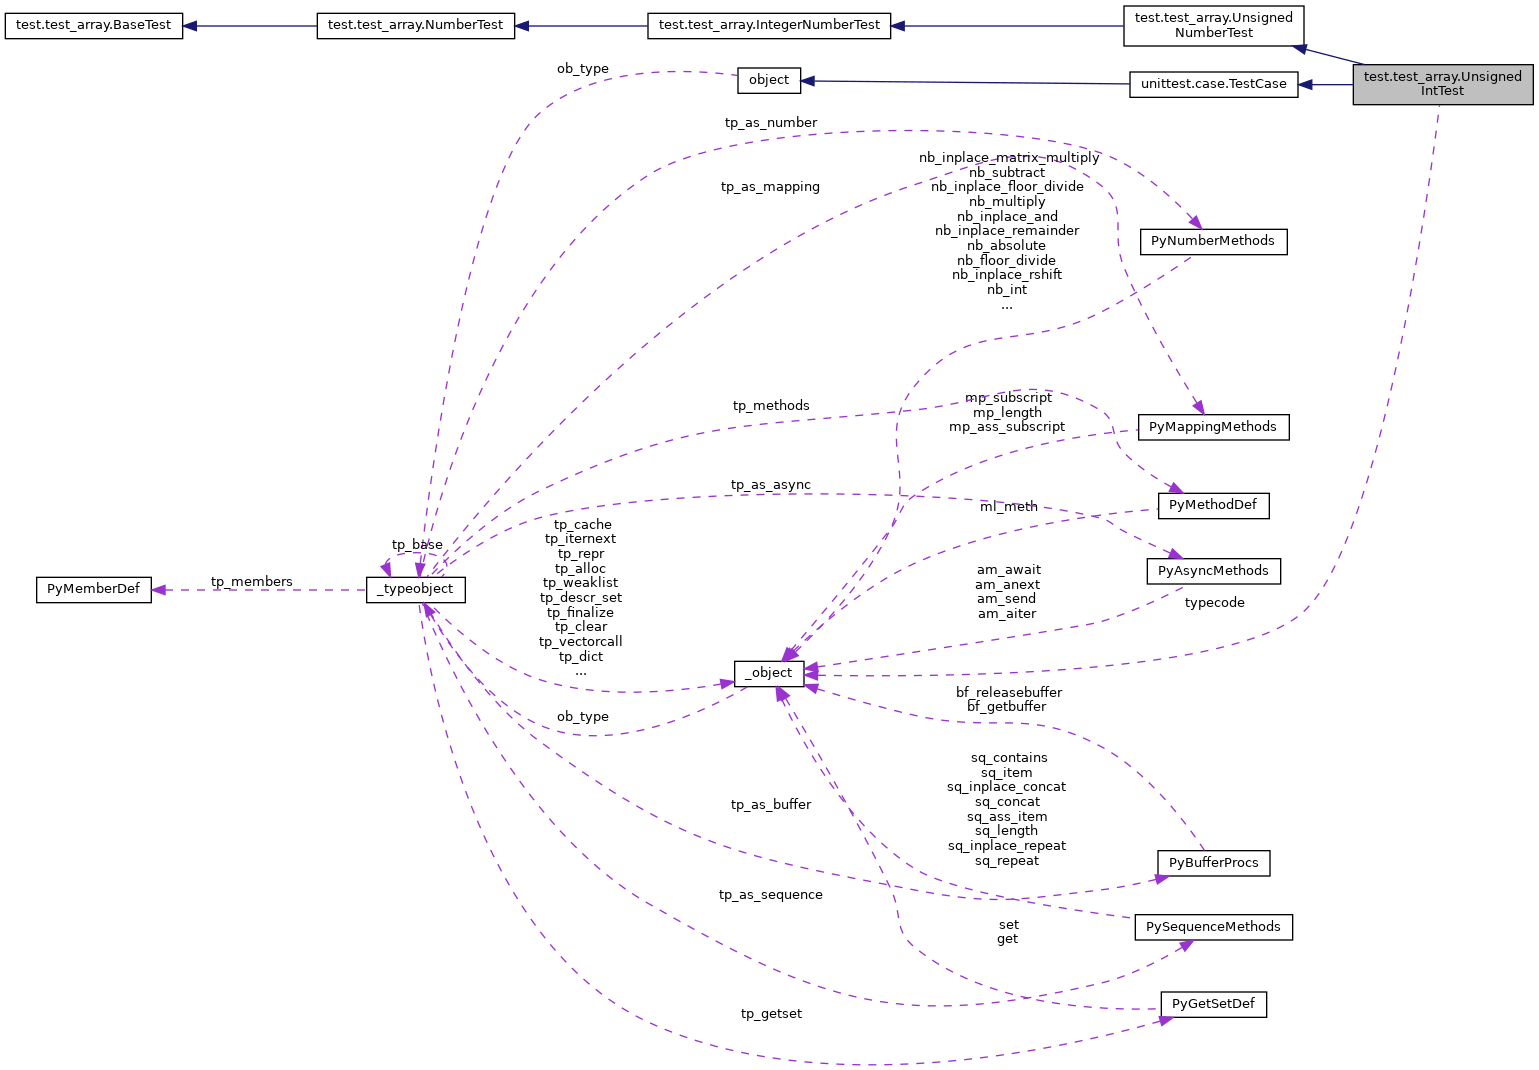 test.test_array.BaseTest
test.test_array.NumberTest
test.test_array.IntegerNumberTest
test.test_array.Unsigned
NumberTest
test.test_array.Unsigned
IntTest
ob_type
object
unittest.case.TestCase
tp_as_number
tp_as_mapping
nb_inplace_matrix_multiply
nb_subtract
nb_inplace_floor_divide
nb_multiply
nb_inplace_and
nb_inplace_remainder
nb_absolute
nb_floor_divide
nb_inplace_rshift
nb_int
...
PyNumberMethods
tp_methods
mp_subscript
mp_length
mp_ass_subscript
PyMappingMethods
tp_as_async
ml_meth
PyMethodDef
tp_base
tp_cache
tp_iternext
tp_repr
tp_alloc
tp_weaklist
tp_descr_set
tp_finalize
tp_clear
tp_vectorcall
tp_dict
...
PyMemberDef
tp_members
_typeobject
am_await
am_anext
am_send
am_aiter
PyAsyncMethods
typecode
_object
ob_type
bf_releasebuffer
bf_getbuffer
tp_as_buffer
sq_contains
sq_item
sq_inplace_concat
sq_concat
sq_ass_item
sq_length
sq_inplace_repeat
sq_repeat
PyBufferProcs
tp_as_sequence
set
get
PySequenceMethods
tp_getset
PyGetSetDef